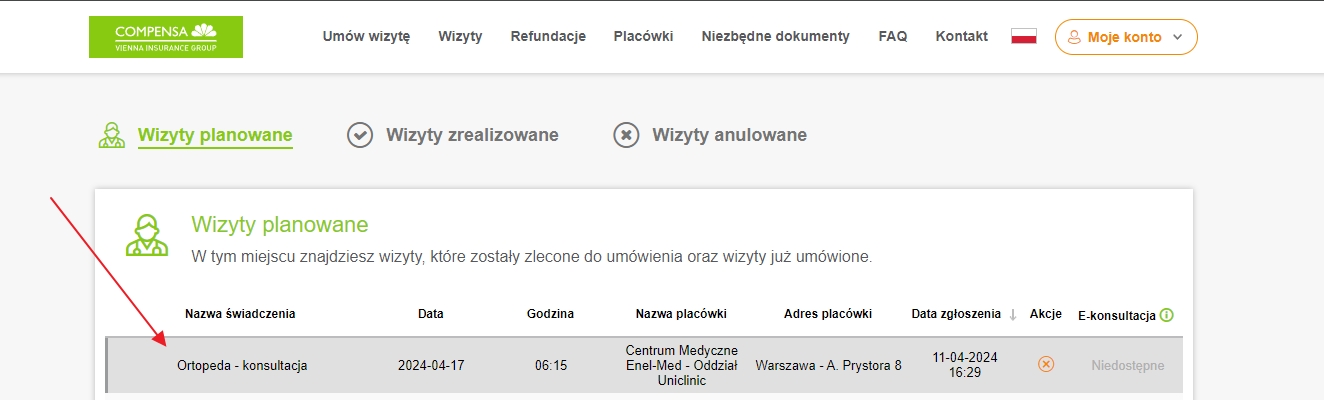 COMPENSA
VIENNA INSURANCE GROUP
Umów wizytę Wizyty Refundacje Placówki Niezbędne dokumenty FAQ Kontakt Moje konto
Wizyty planowane Wizyty zrealizowane Wizyty anulowane
Wizyty planowane
W tym miejscu znajdziesz wizyty, które zostały zlecone do umówienia oraz wizyty już umówione.
Nazwa świadczenia Data Godzina Nazwa placówki Adres placówki Data zgłoszenia ↓ Akcje E-konsultacja
Ortopeda - konsultacja 2024-04-17 06:15 Centrum Medyczne Enel-Med - Oddział Uniclinic Warszawa - A. Prystora 8 11-04-2024 16:29 Niedostępne